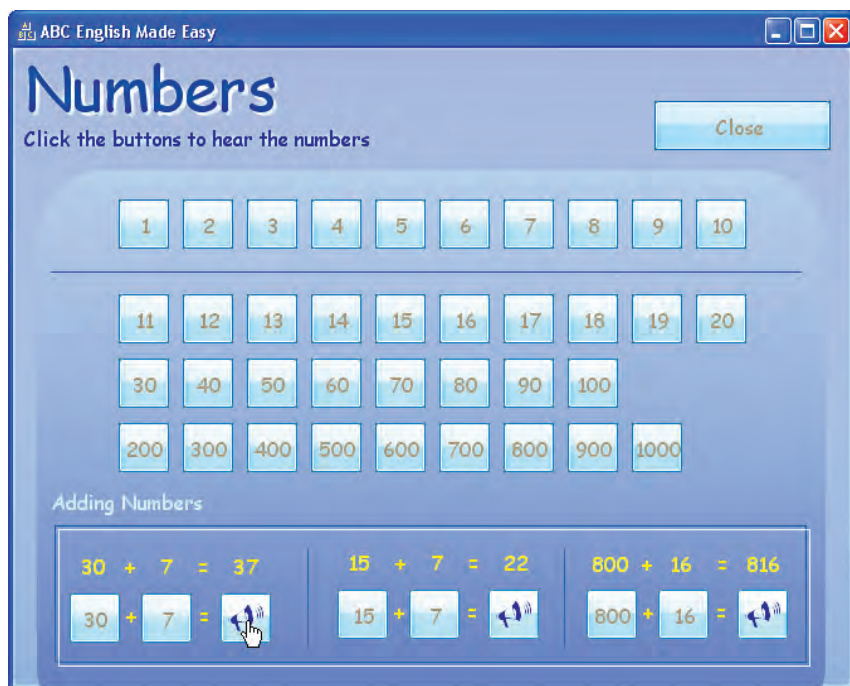 ABC English Made Easy
Numbers
Click the buttons to hear the numbers
Close
1 2 3 4 5 6 7 8 9 10
11 12 13 14 15 16 17 18 19 20
30 40 50 60 70 80 90 100
200 300 400 500 600 700 800 900 1000
Adding Numbers
30 + 7 = 37 15 + 7 = 22 800 + 16 = 816
30 + 7 = 15 + 7 = 800 + 16 =